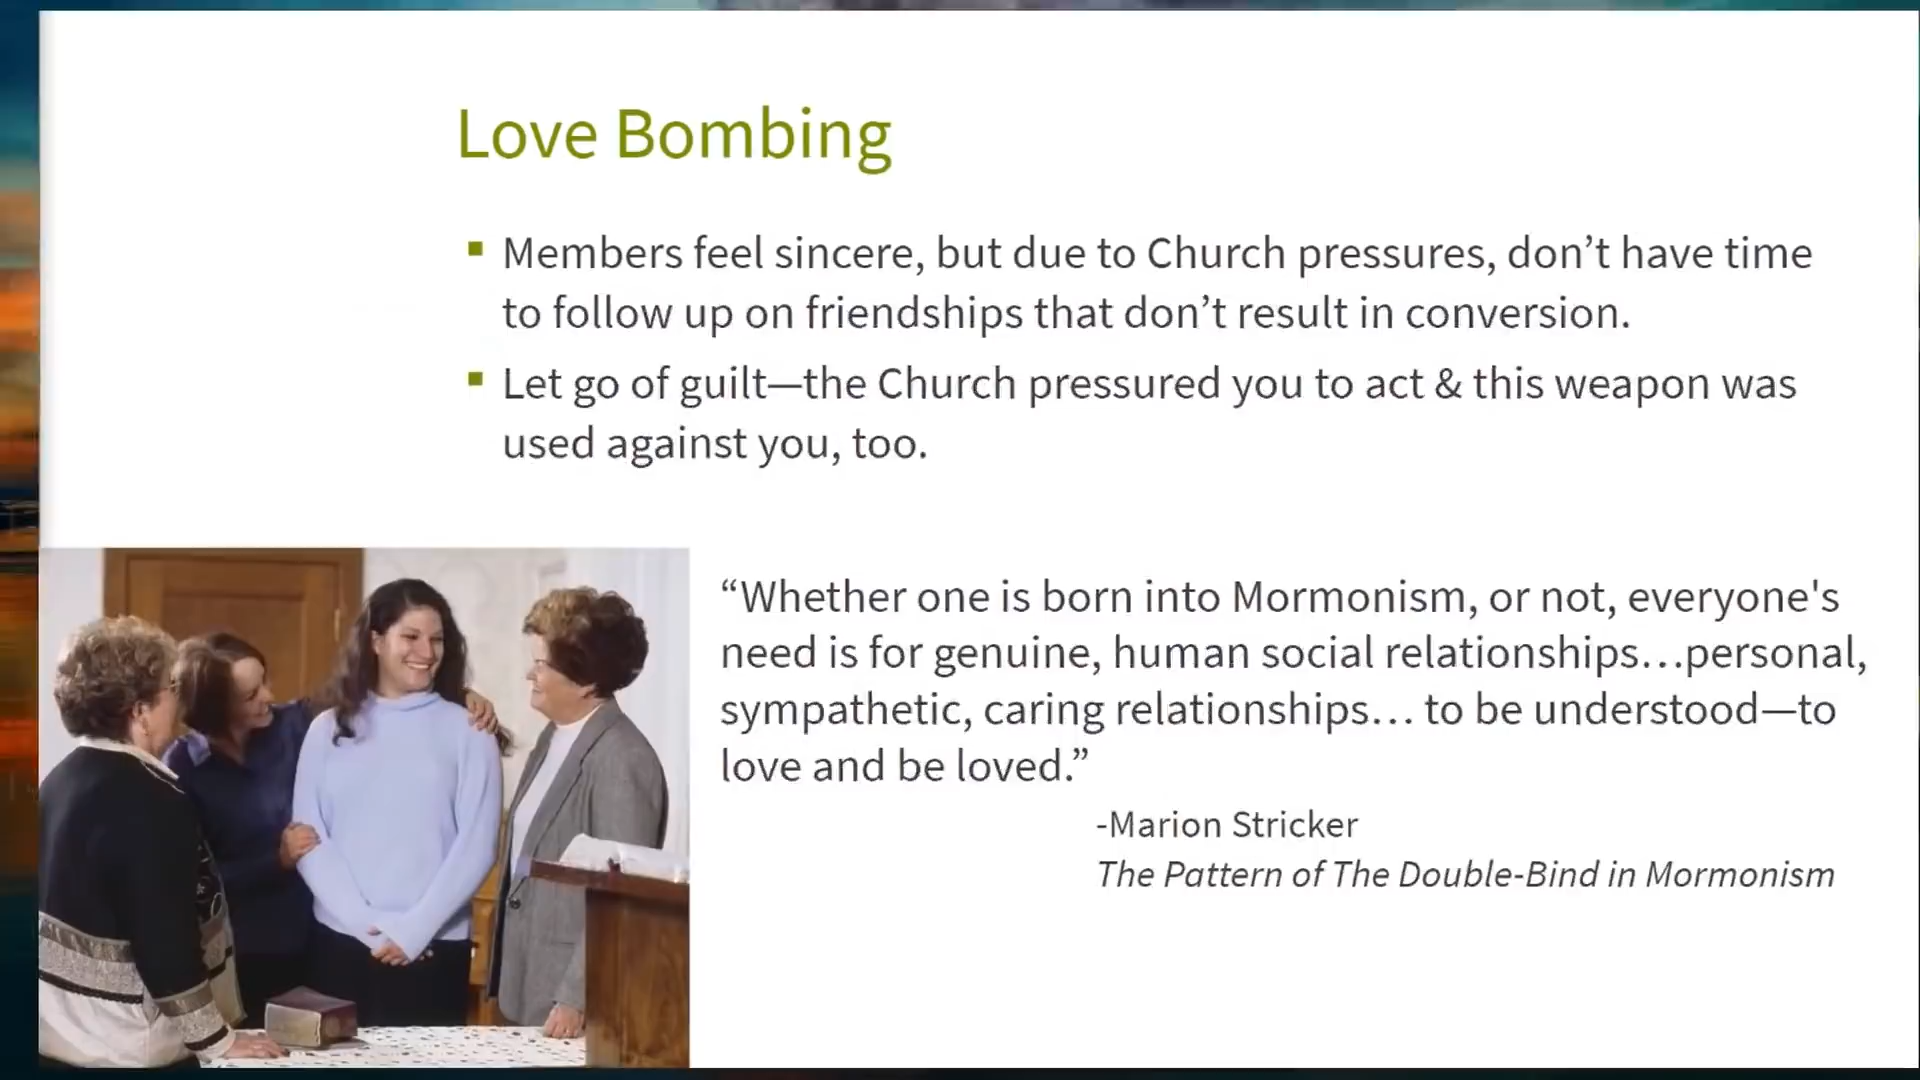 Love Bombing
Members feel sincere, but due to Church pressures, don’t have time
to follow up on friendships that don’t result in conversion.
Let go of guilt—the Church pressured you to act & this weapon was
used against you, too.
“Whether one is born into Mormonism, or not, everyone's
need is for genuine, human social relationships…personal,
sympathetic, caring relationships… to be understood—to
love and be loved.”
-Marion Stricker
The Pattern of The Double-Bind in Mormonism